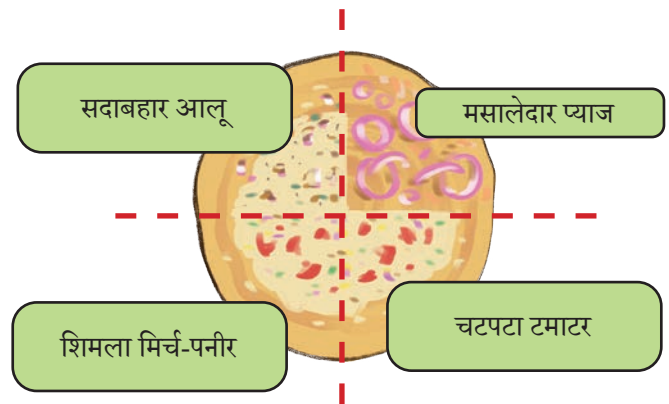 सदाबहार आलू
मसालेदार प्याज
शिमला मिर्च-पनीर
चटपटा टमाटर